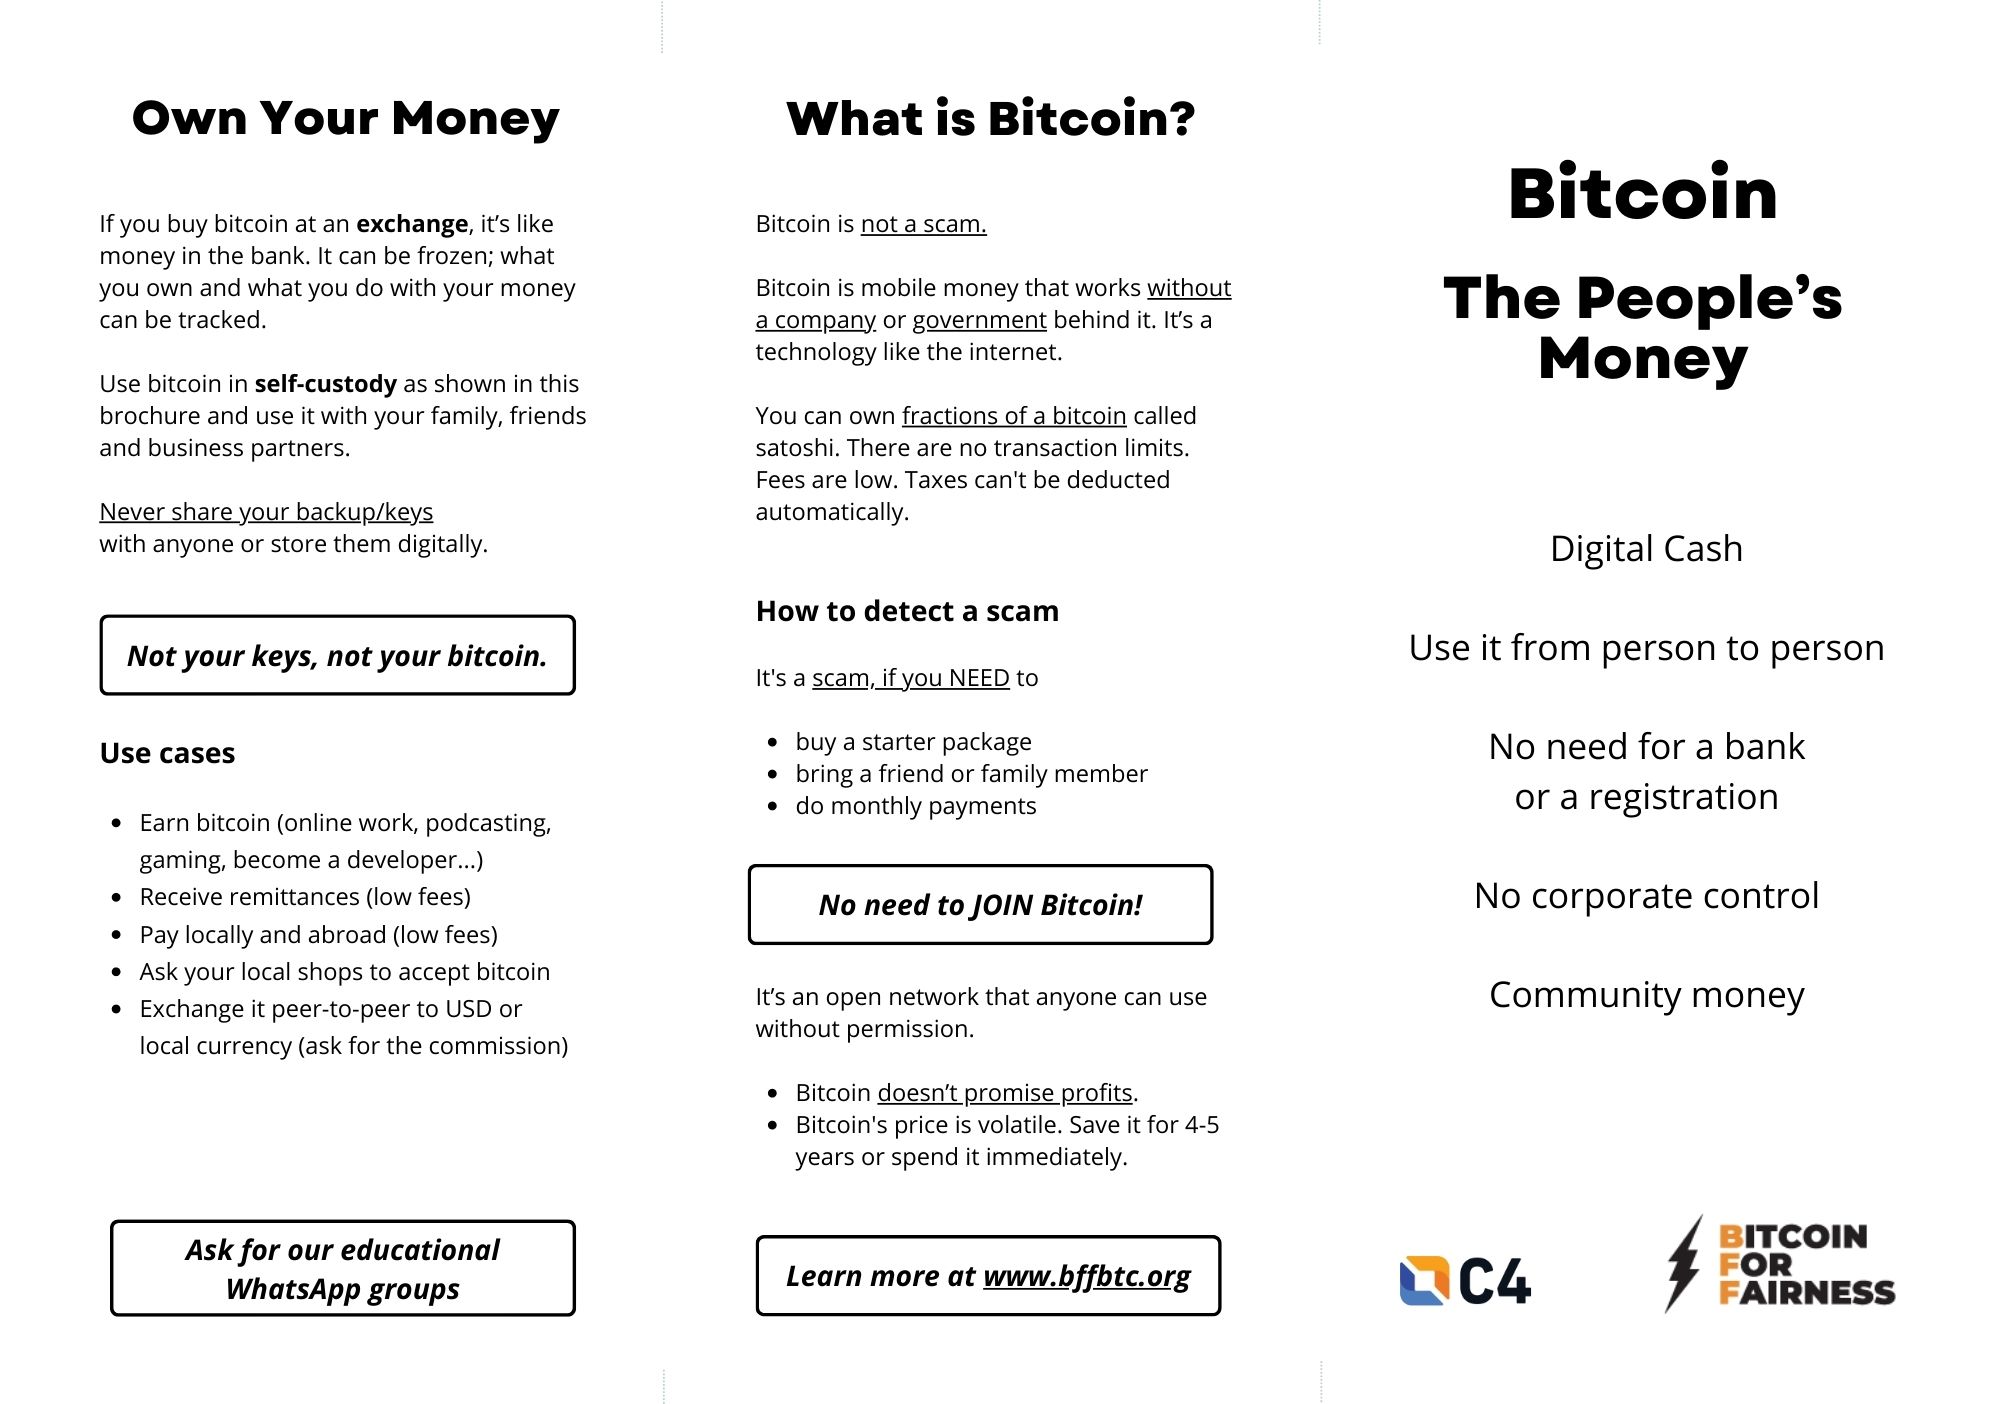 Own Your Money
If you buy bitcoin at an exchange, it’s like
money in the bank. It can be frozen; what
you own and what you do with your money
can be tracked.
Use bitcoin in self-custody as shown in this
brochure and use it with your family, friends
and business partners.
Never share your backup/keys
with anyone or store them digitally.
Not your keys, not your bitcoin.
Use cases
• Earn bitcoin (online work, podcasting,
gaming, become a developer...)
• Receive remittances (low fees)
• Pay locally and abroad (low fees)
• Ask your local shops to accept bitcoin
• Exchange it peer-to-peer to USD or
local currency (ask for the commission)
Ask for our educational
WhatsApp groups
What is Bitcoin?
Bitcoin is not a scam.
Bitcoin is mobile money that works without
a company or government behind it. It’s a
technology like the internet.
You can own fractions of a bitcoin called
satoshi. There are no transaction limits.
Fees are low. Taxes can't be deducted
automatically.
How to detect a scam
It's a scam, if you NEED to
• buy a starter package
• bring a friend or family member
• do monthly payments
No need to JOIN Bitcoin!
It’s an open network that anyone can use
without permission.
• Bitcoin doesn’t promise profits.
• Bitcoin's price is volatile. Save it for 4-5
years or spend it immediately.
Learn more at www.bffbtc.org
Bitcoin
The People’s
Money
Digital Cash
Use it from person to person
No need for a bank
or a registration
No corporate control
Community money
C4
BITCOIN
FOR
FAIRNESS